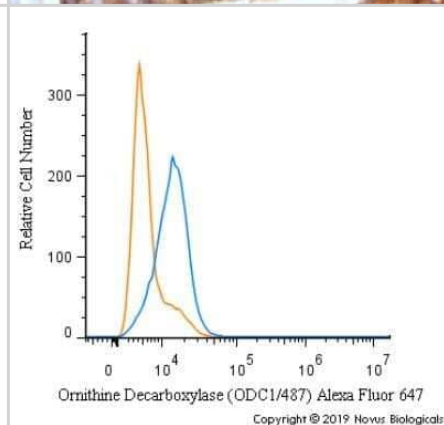 300
200
100
0
Relative Cell Number
0 10^4 10^5 10^6 10^7
Ornithine Decarboxylase (ODC1/487) Alexa Fluor 647
Copyright © 2019 Novus Biologicals